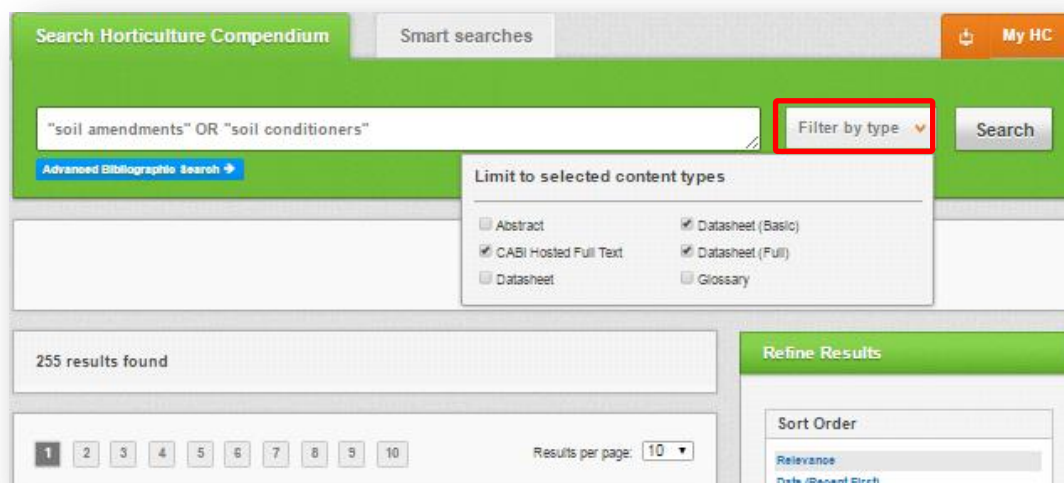 Search Horticulture Compendium
Smart searches
My HC
"soil amendments" OR "soil conditioners"
Filter by type
Search
Advanced Bibliographic Search
Limit to selected content types
Abstract
Datasheet (Basic)
CABI Hosted Full Text
Datasheet (Full)
Datasheet
Glossary
255 results found
Refine Results
1 2 3 4 5 6 7 8 9 10
Results per page: 10
Sort Order
Relevance
Date (Recent First)